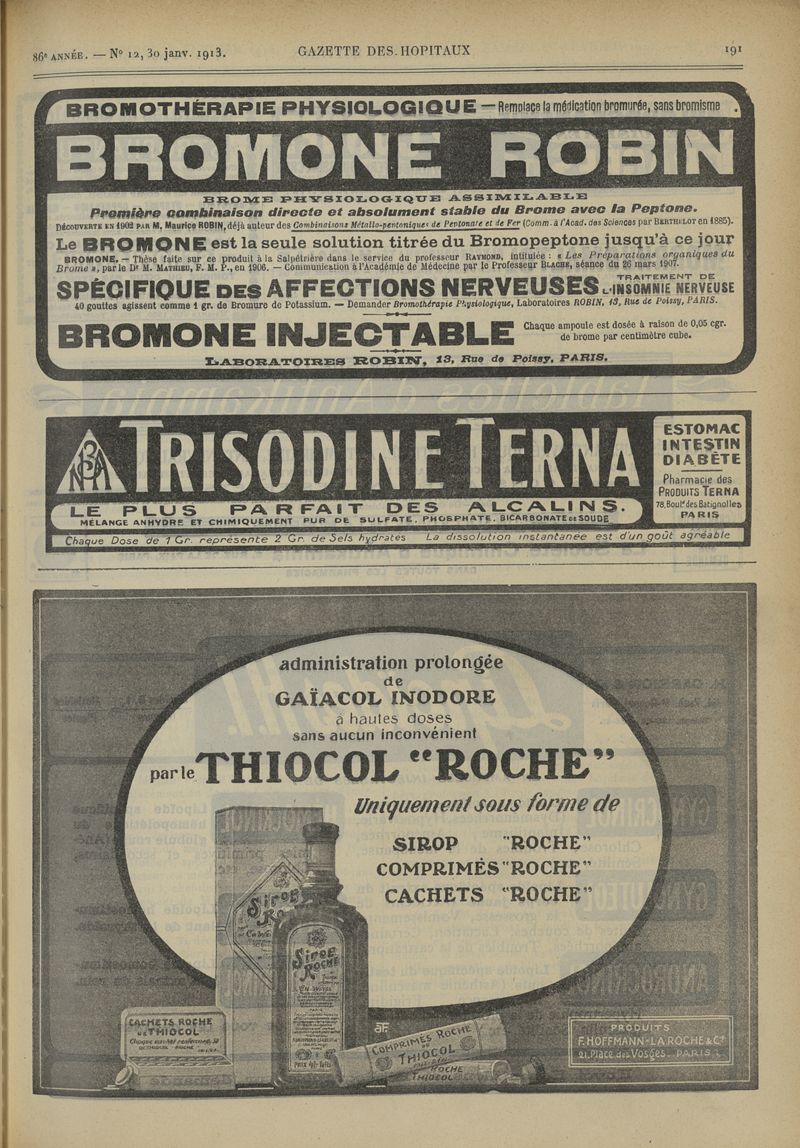 86e ANNÉE. — No 12, 30 janv. 1913.
GAZETTE DES HOPITAUX
191
BROMOTHÉRAPIE PHYSIOLOGIQUE — Remplace la médication bromurée, sans bromisme.
BROMONE ROBIN
BROME PHYSIOLOGIQUE ASSIMILABLE
Première combinaison directe et absolument stable du Brome avec la Peptone.
DÉCOUVERTE EN 1902 PAR M. Maurice ROBIN, déjà auteur des Combinaisons Métallo-peptoniques de Peptonate et de Fer (Comm. à l'Acad. des Sciences par BERTHELOT en 1885).
Le BROMONE est la seule solution titrée du Bromopeptone jusqu'à ce jour
BROMONE. — Thèse faite sur ce produit à la Salpétrière dans le service du professeur RAYMOND, intitulée : « Les Préparations organiques du
Brome », par le Dr M. MATHIEU, F. M. P., en 1906. — Communication à l'Académie de Médecine par le Professeur BLACHE, séance du 26 mars 1907.
SPÉCIFIQUE DES AFFECTIONS NERVEUSES
TRAITEMENT DE
L'INSOMNIE NERVEUSE
40 gouttes agissent comme 1 gr. de Bromure de Potassium. — Demander Bromothérapie Physiologique, Laboratoires ROBIN, 13, Rue de Poissy, PARIS.
BROMONE INJECTABLE
Chaque ampoule est dosée à raison de 0,05 cgr.
de brome par centimètre cube.
LABORATOIRES ROBIN, 13, Rue de Poissy, PARIS.
TRISODINE TERNA
LE PLUS PARFAIT DES ALCALINS.
MÉLANGE ANHYDRE ET CHIMIQUEMENT PUR DE SULFATE, PHOSPHATE, BICARBONATE DE SOUDE
ESTOMAC
INTESTIN
DIABÈTE
Pharmacie des
PRODUITS TERNA
78, Boult des Batignolles
PARIS
Chaque Dose de 1 Gr. représente 2 Gr. de Sels hydratés La dissolution instantanée est d'un goût agréable
administration prolongée
de
GAÏACOL INODORE
à hautes doses
sans aucun inconvénient
par le THIOCOL "ROCHE"
Uniquement sous forme de
SIROP "ROCHE"
COMPRIMÉS "ROCHE"
CACHETS "ROCHE"
SIROP
ROCHE
CACHETS ROCHE
DE THIOCOL
COMPRIMÉS ROCHE
THIOCOL
ROCHE
THIOCOL
PRODUITS
F. HOFFMANN-LA ROCHE & Co
21, Place des Vosges. PARIS